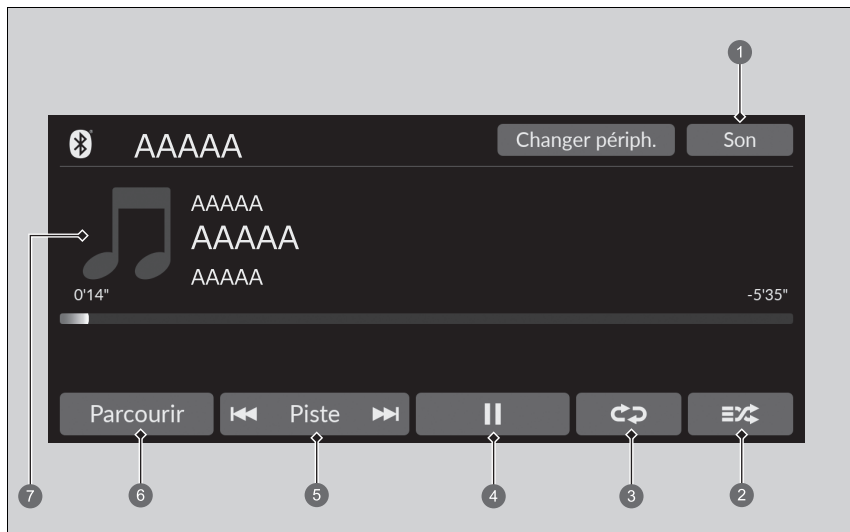 1
AAAAA Changer périph. Son
AAAAA
AAAAA
AAAAA
0'14" -5'35"
Parcourir Piste
7 6 5 4 3 2